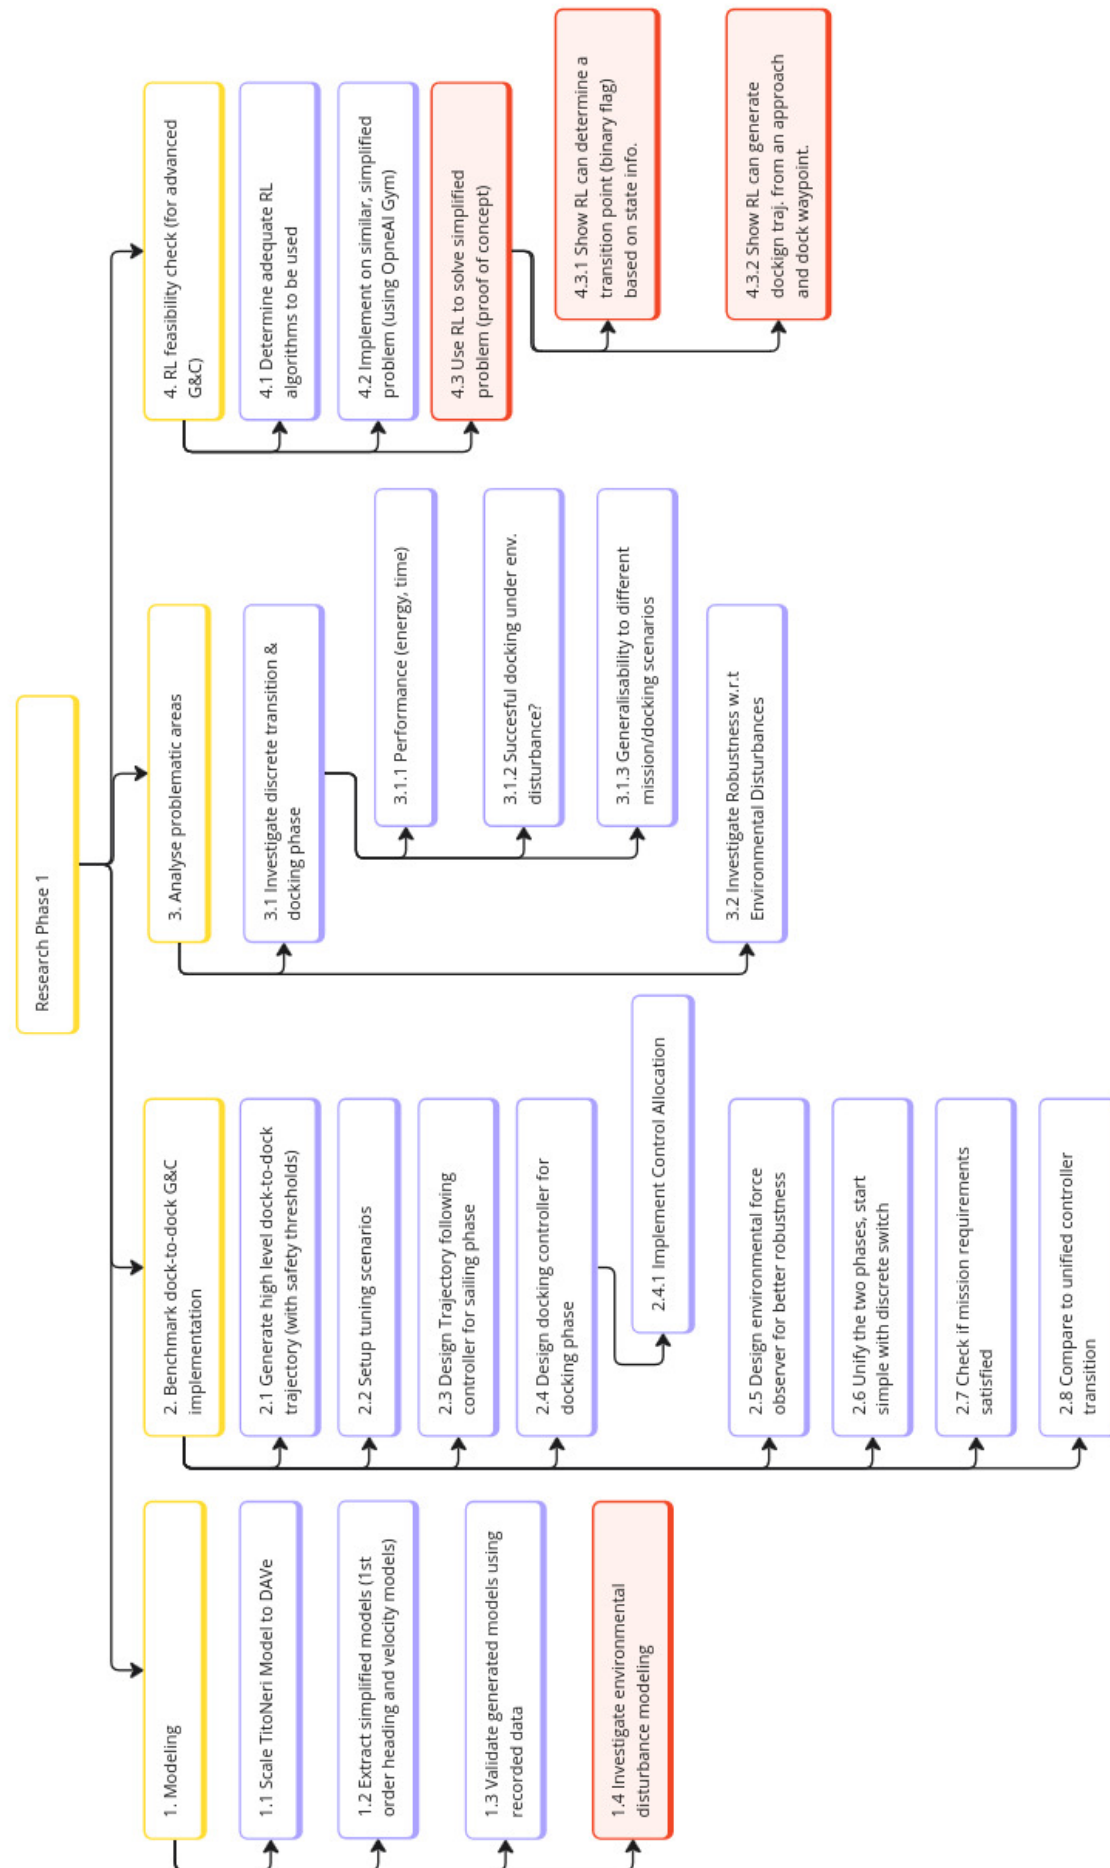 Research Phase 1
1. Modeling
1.1 Scale TitoNeri Model to DAVe
1.2 Extract simplified models (1st
order heading and velocity models)
1.3 Validate generated models using
recorded data
1.4 Investigate environmental
disturbance modeling
2. Benchmark dock-to-dock G&C
implementation
2.1 Generate high level dock-to-dock
trajectory (with safety thresholds)
2.2 Setup tuning scenarios
2.3 Design Trajectory following
controller for sailing phase
2.4 Design docking controller for
docking phase
2.4.1 Implement Control Allocation
2.5 Design environmental force
observer for better robustness
2.6 Unify the two phases, start
simple with discrete switch
2.7 Check if mission requirements
satisfied
2.8 Compare to unified controller
transition
3. Analyse problematic areas
3.1 Investigate discrete transition &
docking phase
3.1.1 Performance (energy, time)
3.1.2 Succesful docking under env.
disturbance?
3.1.3 Generalisability to different
mission/docking scenarios
3.2 Investigate Robustness w.r.t
Environmental Disturbances
4. RL feasibility check (for advanced
G&C)
4.1 Determine adequate RL
algorithms to be used
4.2 Implement on similar, simplified
problem (using OpneAI Gym)
4.3 Use RL to solve simplified
problem (proof of concept)
4.3.1 Show RL can determine a
transition point (binary flag)
based on state info.
4.3.2 Show RL can generate
dockign traj. from an approach
and dock waypoint.